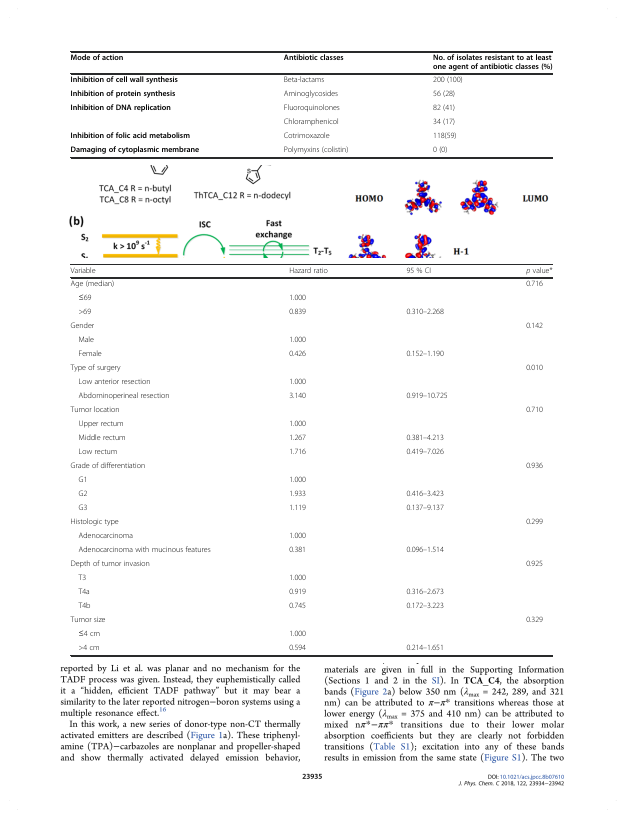 Mode of action Antibiotic classes No. of isolates resistant to at least
one agent of antibiotic classes (%)
Inhibition of cell wall synthesis Beta-lactams 200 (100)
Inhibition of protein synthesis Aminoglycosides 56 (28)
Inhibition of DNA replication Fluoroquinolones 82 (41)
Chloramphenicol 34 (17)
Inhibition of folic acid metabolism Cotrimoxazole 118(59)
Damaging of cytoplasmic membrane Polymyxins (colistin) 0 (0)
S
TCA_C4 R = n-butyl
TCA_C8 R = n-octyl
ThTCA_C12 R = n-dodecyl
HOMO LUMO
(b)
ISC Fast
exchange
S2
k > 10⁹ s⁻¹
T2-T5
H-1
Variable Hazard ratio 95 % CI p value*
Age (median) 0.716
≤69 1.000
>69 0.839 0.310–2.268
Gender 0.142
Male 1.000
Female 0.426 0.152–1.190
Type of surgery 0.010
Low anterior resection 1.000
Abdominoperineal resection 3.140 0.919–10.725
Tumor location 0.710
Upper rectum 1.000
Middle rectum 1.267 0.381–4.213
Low rectum 1.716 0.419–7.026
Grade of differentiation 0.936
G1 1.000
G2 1.933 0.416–3.423
G3 1.119 0.137–9.137
Histologic type 0.299
Adenocarcinoma 1.000
Adenocarcinoma with mucinous features 0.381 0.096–1.514
Depth of tumor invasion 0.925
T3 1.000
T4a 0.919 0.316–2.673
T4b 0.745 0.172–3.223
Tumor size 0.329
≤4 cm 1.000
>4 cm 0.594 0.214–1.651
reported by Li et al. was planar and no mechanism for the
TADF process was given. Instead, they euphemistically called
it a “hidden, efficient TADF pathway” but it may bear a
similarity to the later reported nitrogen−boron systems using a
multiple resonance effect.¹⁶
In this work, a new series of donor-type non-CT thermally
activated emitters are described (Figure 1a). These triphenyl-
amine (TPA)−carbazoles are nonplanar and propeller-shaped
and show thermally activated delayed emission behavior,
materials are given in full in the Supporting Information
(Sections 1 and 2 in the SI). In TCA_C4, the absorption
bands (Figure 2a) below 350 nm (λmax = 242, 289, and 321
nm) can be attributed to π−π* transitions whereas those at
lower energy (λmax = 375 and 410 nm) can be attributed to
mixed nπ*−ππ* transitions due to their lower molar
absorption coefficients but they are clearly not forbidden
transitions (Table S1); excitation into any of these bands
results in emission from the same state (Figure S1). The two
23935
DOI: 10.1021/acs.jpcc.8b07610
J. Phys. Chem. C 2018, 122, 23934−23942